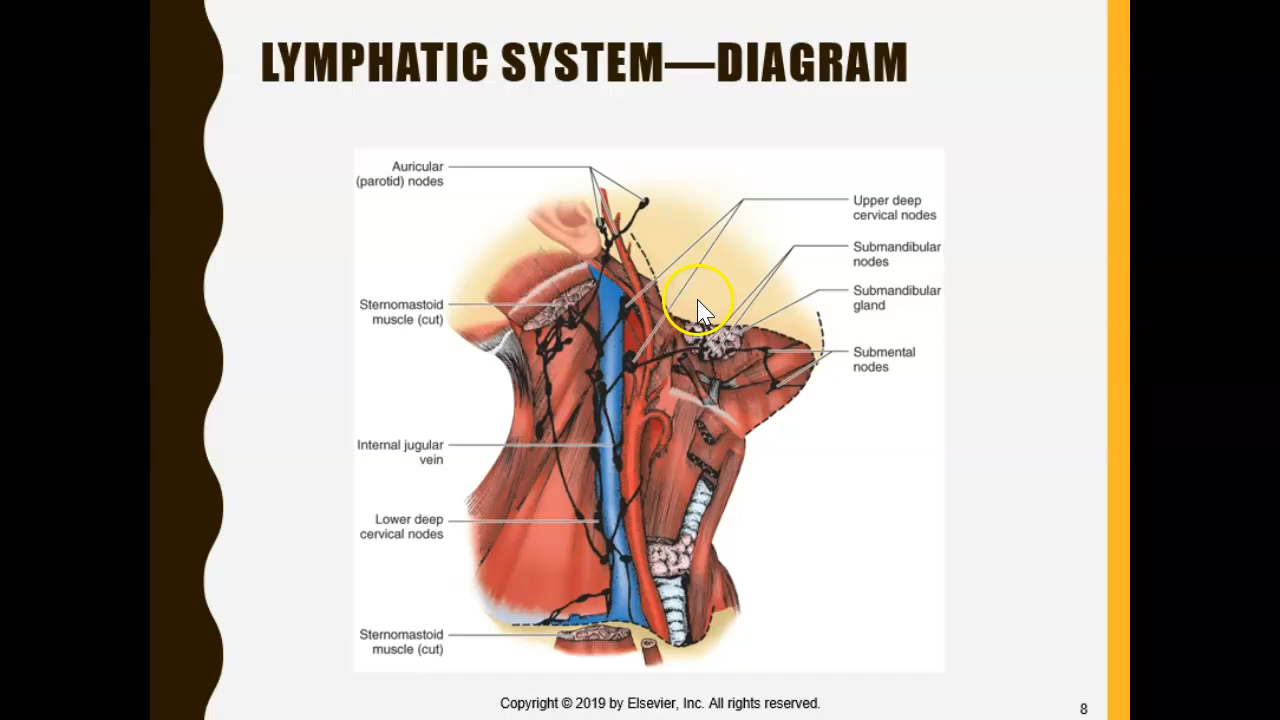 LYMPHATIC SYSTEM—DIAGRAM
Auricular
(parotid) nodes
Sternomastoid
muscle (cut)
Internal jugular
vein
Lower deep
cervical nodes
Sternomastoid
muscle (cut)
Upper deep
cervical nodes
Submandibular
nodes
Submandibular
gland
Submental
nodes
Copyright © 2019 by Elsevier, Inc. All rights reserved.
8